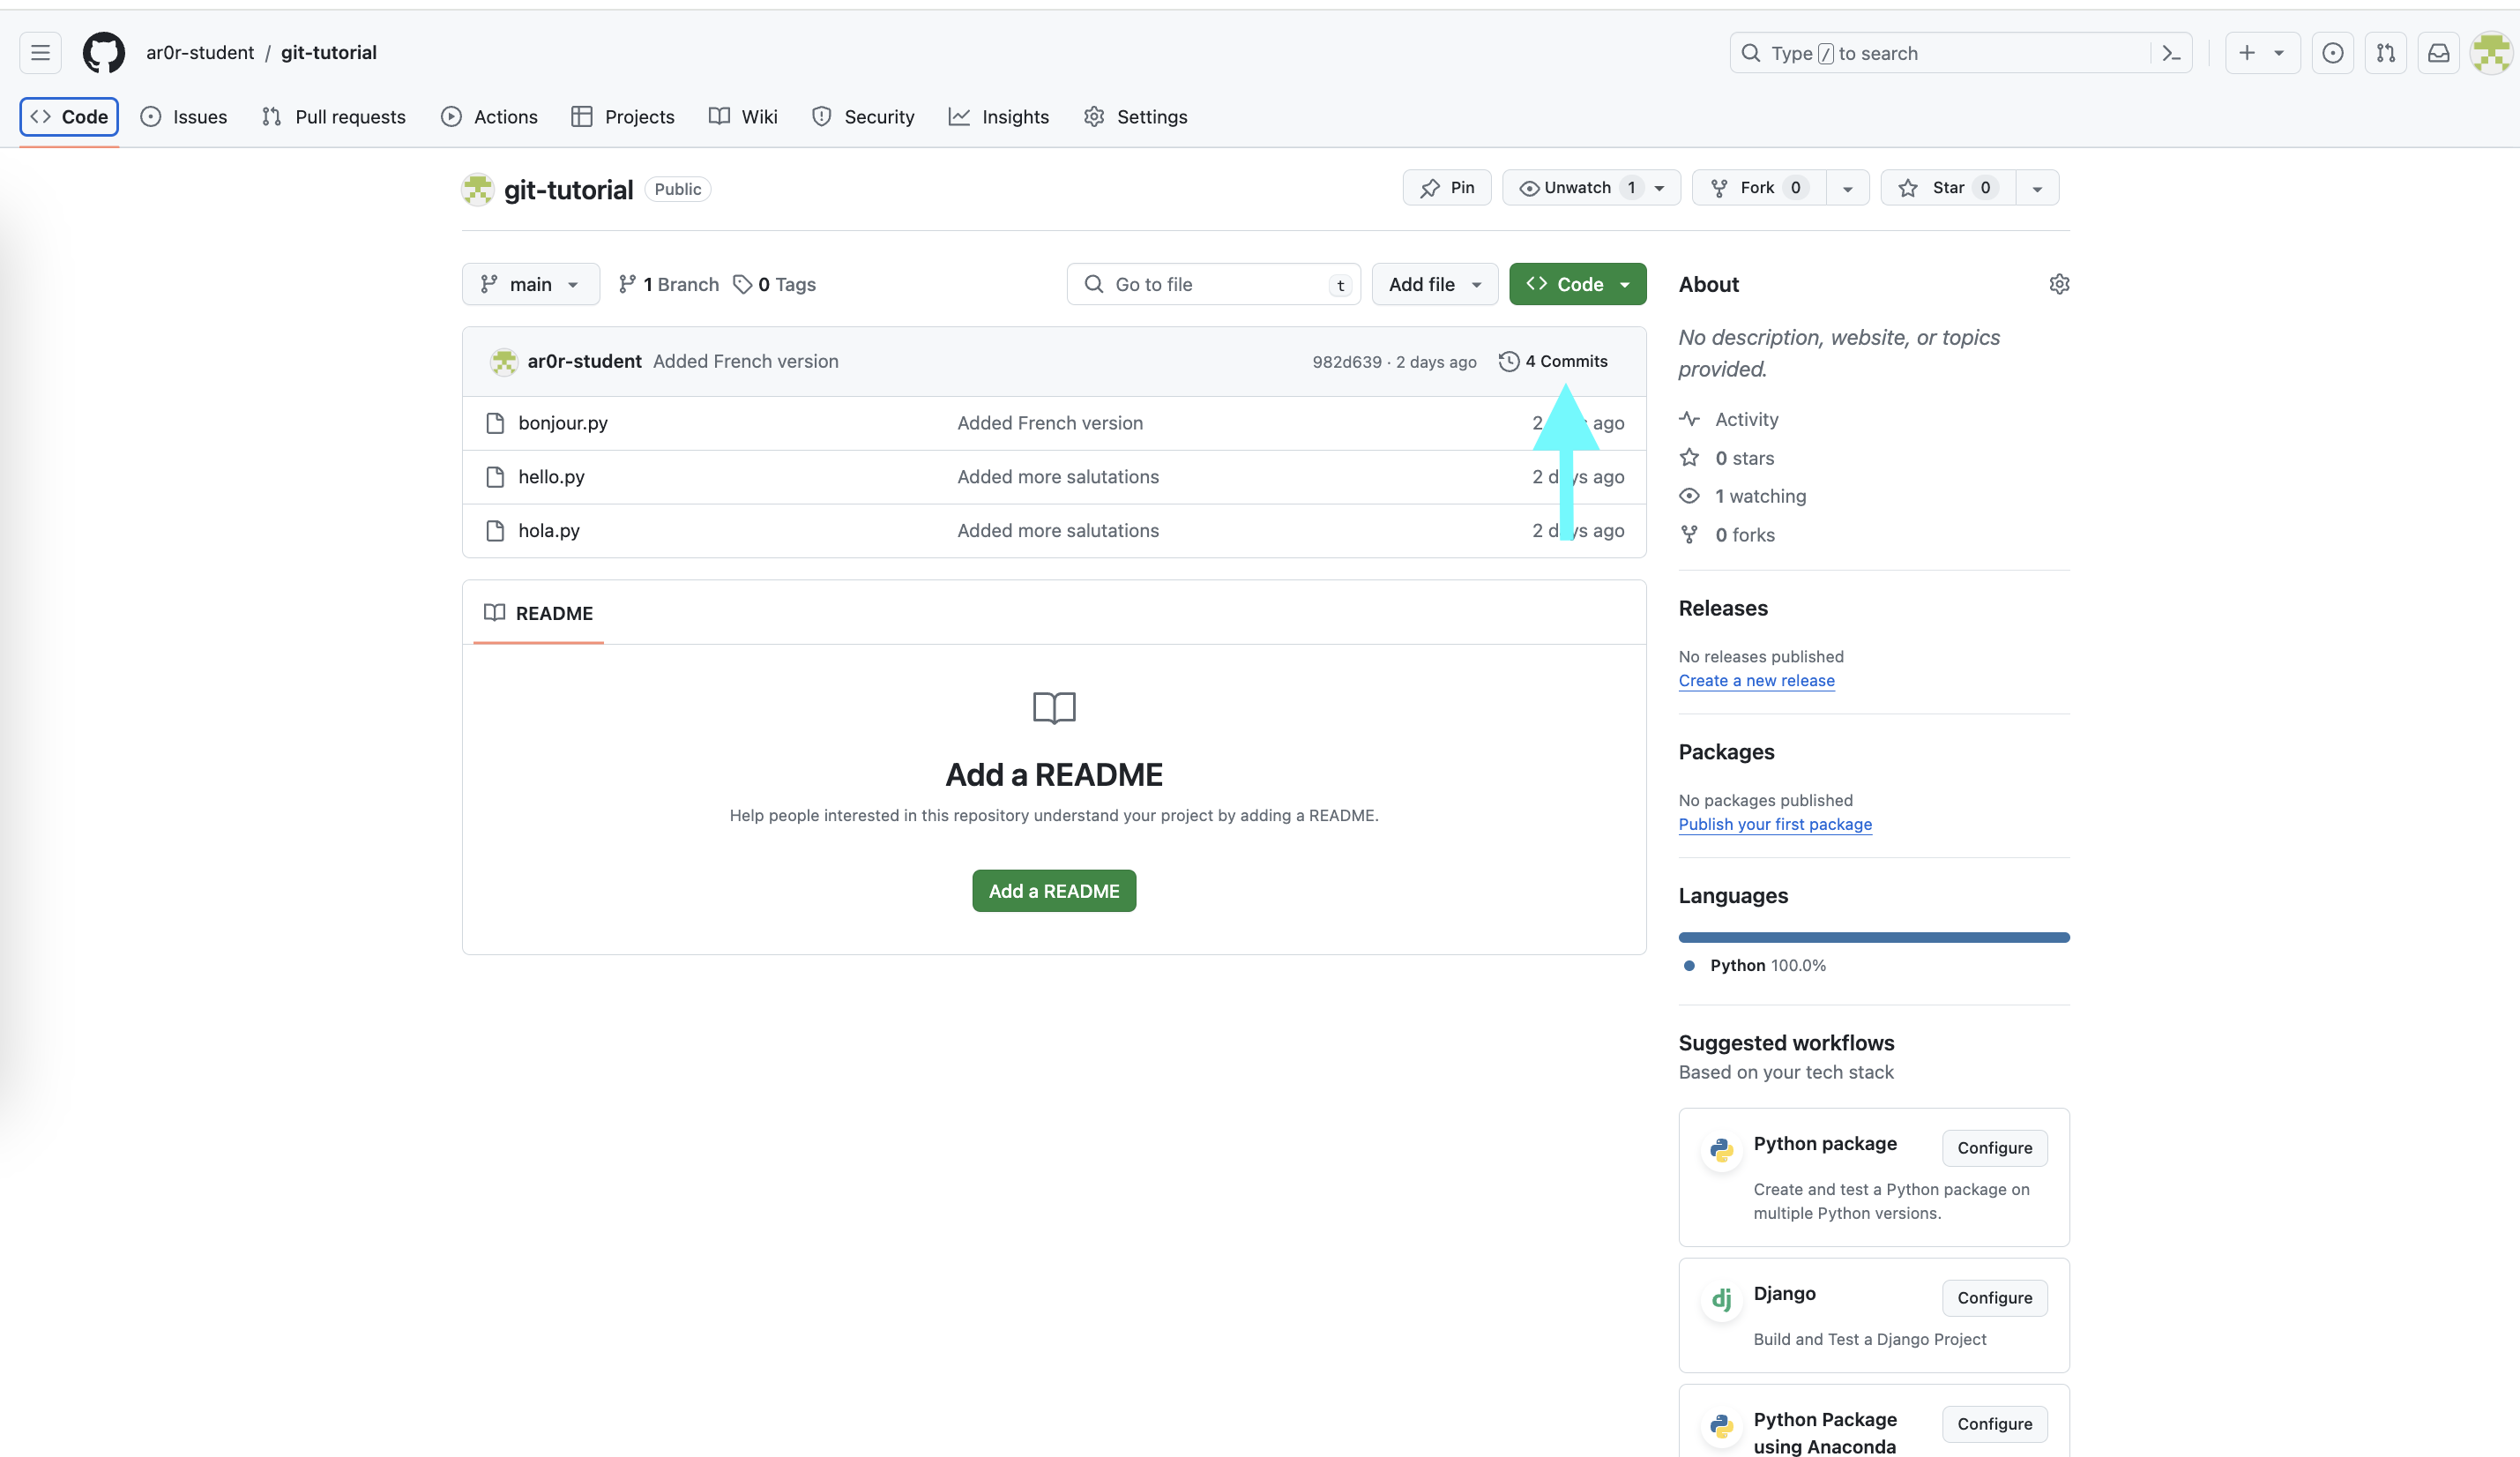 ar0r-student / git-tutorial
Type / to search
Code Issues Pull requests Actions Projects Wiki Security Insights Settings
git-tutorial Public
Pin Unwatch 1 Fork 0 Star 0
main 1 Branch 0 Tags
Go to file t Add file Code
ar0r-student Added French version 982d639 · 2 days ago 4 Commits
bonjour.py Added French version 2 ago
hello.py Added more salutations 2 days ago
hola.py Added more salutations 2 days ago
README
Add a README
Help people interested in this repository understand your project by adding a README.
Add a README
About
No description, website, or topics
provided.
Activity
0 stars
1 watching
0 forks
Releases
No releases published
Create a new release
Packages
No packages published
Publish your first package
Languages
Python 100.0%
Suggested workflows
Based on your tech stack
Python package Configure
Create and test a Python package on
multiple Python versions.
dj Django Configure
Build and Test a Django Project
Python Package Configure
using Anaconda